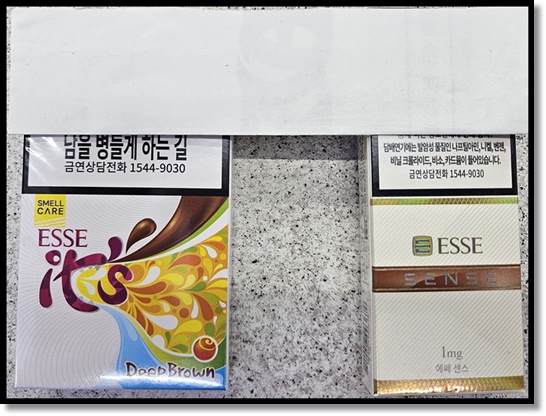 남을 병들게 하는 길
금연상담전화 1544-9030
SMELL
CARE
ESSE
it's
DeepBrown
담배연기에는 발암성 물질인 나프틸아민, 니켈, 벤젠,
비닐 크롤라이드, 비소, 카드뮴이 들어있습니다.
금연상담전화 1544-9030
ESSE
SENSE
1mg
에쎄 센스